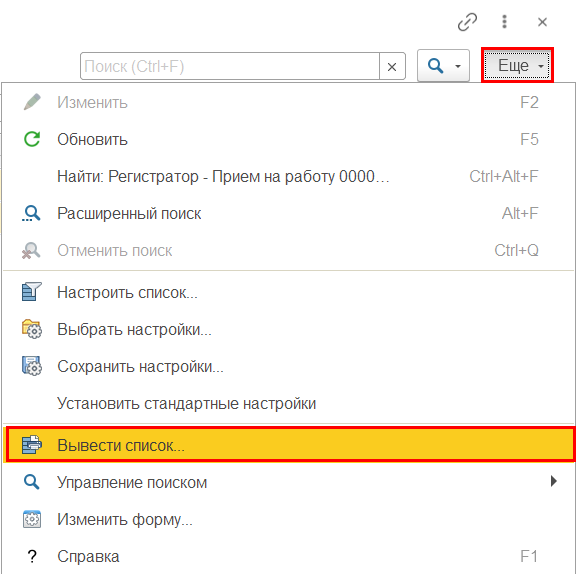 Поиск (Ctrl+F) × Еще
Изменить F2
Обновить F5
Найти: Регистратор - Прием на работу 0000... Ctrl+Alt+F
Расширенный поиск Alt+F
Отменить поиск Ctrl+Q
Настроить список...
Выбрать настройки...
Сохранить настройки...
Установить стандартные настройки
Вывести список...
Управление поиском
Изменить форму...
? Справка F1